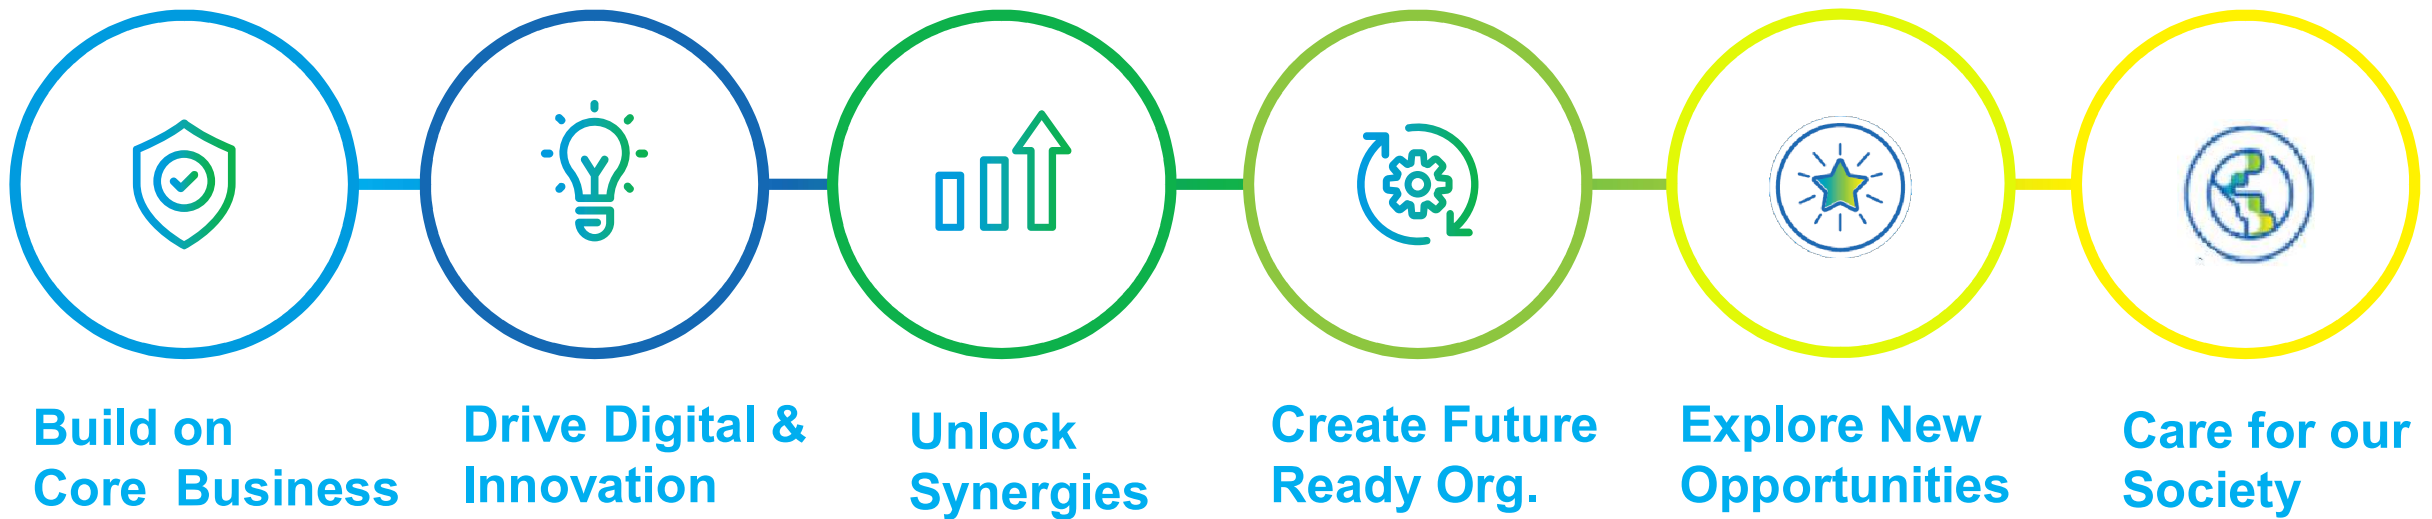 Build on
Core Business
Drive Digital &
Innovation
Unlock
Synergies
Create Future
Ready Org.
Explore New
Opportunities
Care for our
Society